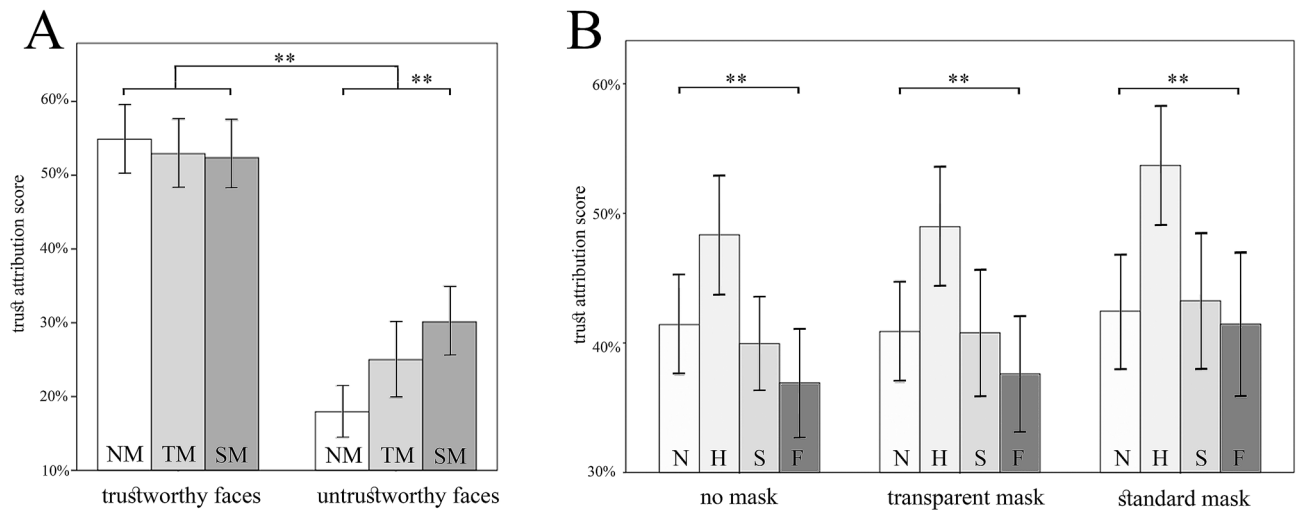 A
**
**
60%
50%
40%
30%
20%
10%
trust attribution score
NM TM SM NM TM SM
trustworthy faces untrustworthy faces
B
** ** **
60%
50%
40%
30%
trust attribution score
N H S F N H S F N H S F
no mask transparent mask standard mask